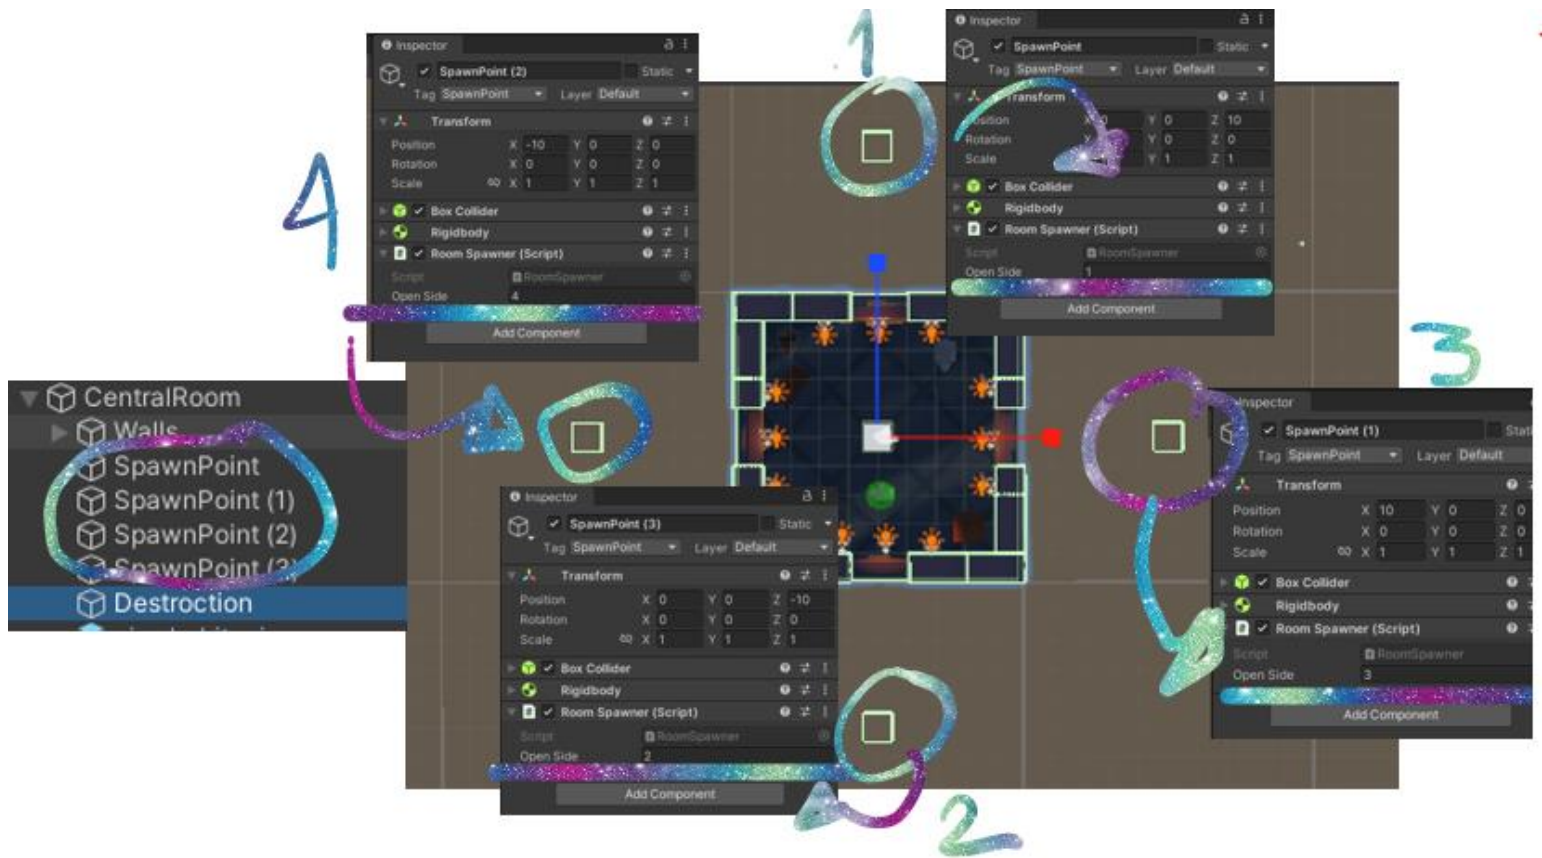 1
Inspector
SpawnPoint Static
Tag SpawnPoint Layer Default
Transform
Position X 0 Y 0 Z 10
Rotation X Y 0 Z 0
Scale Y 1 Z 1
Box Collider
Rigidbody
Room Spawner (Script)
Script RoomSpawner
Open Side 1
Add Component
4
Inspector
SpawnPoint (2) Static
Tag SpawnPoint Layer Default
Transform
Position X -10 Y 0 Z 0
Rotation X 0 Y 0 Z 0
Scale X 1 Y 1 Z 1
Box Collider
Rigidbody
Room Spawner (Script)
Script RoomSpawner
Open Side 4
Add Component
CentralRoom
Walls
SpawnPoint
SpawnPoint (1)
SpawnPoint (2)
SpawnPoint (3)
Destroction
3
Inspector
SpawnPoint (1) Stati
Tag SpawnPoint Layer Default
Transform
Position X 10 Y 0 Z 0
Rotation X 0 Y 0 Z 0
Scale X 1 Y 1 Z 1
Box Collider
Rigidbody
Room Spawner (Script)
Script RoomSpawner
Open Side 3
Add Component
Inspector
SpawnPoint (3) Static
Tag SpawnPoint Layer Default
Transform
Position X 0 Y 0 Z -10
Rotation X 0 Y 0 Z 0
Scale X 1 Y 1 Z 1
Box Collider
Rigidbody
Room Spawner (Script)
Script RoomSpawner
Open Side 2
Add Component
2